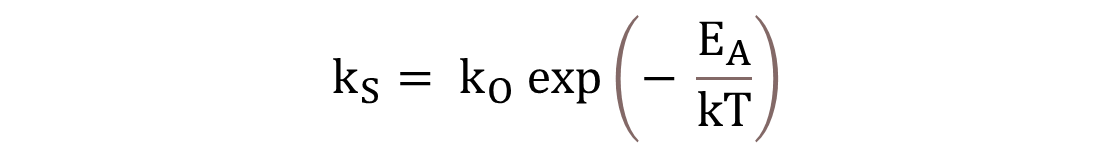 k_S = k_O exp(− E_A/kT)